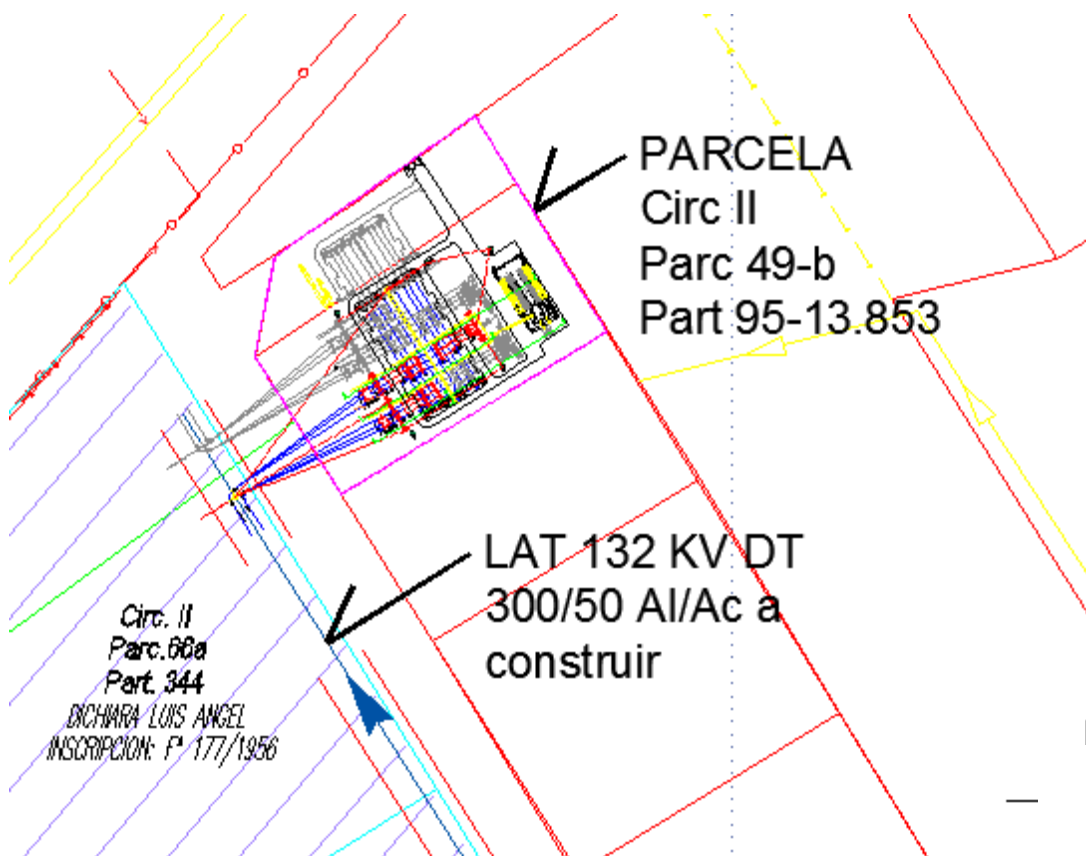 PARCELA
Circ II
Parc 49-b
Part 95-13.853
LAT 132 KV DT
300/50 Al/Ac a
construir
Circ. II
Parc.66a
Part. 344
DICHIARA LUIS ANGEL
INSCRIPCION: Fº 177/1956